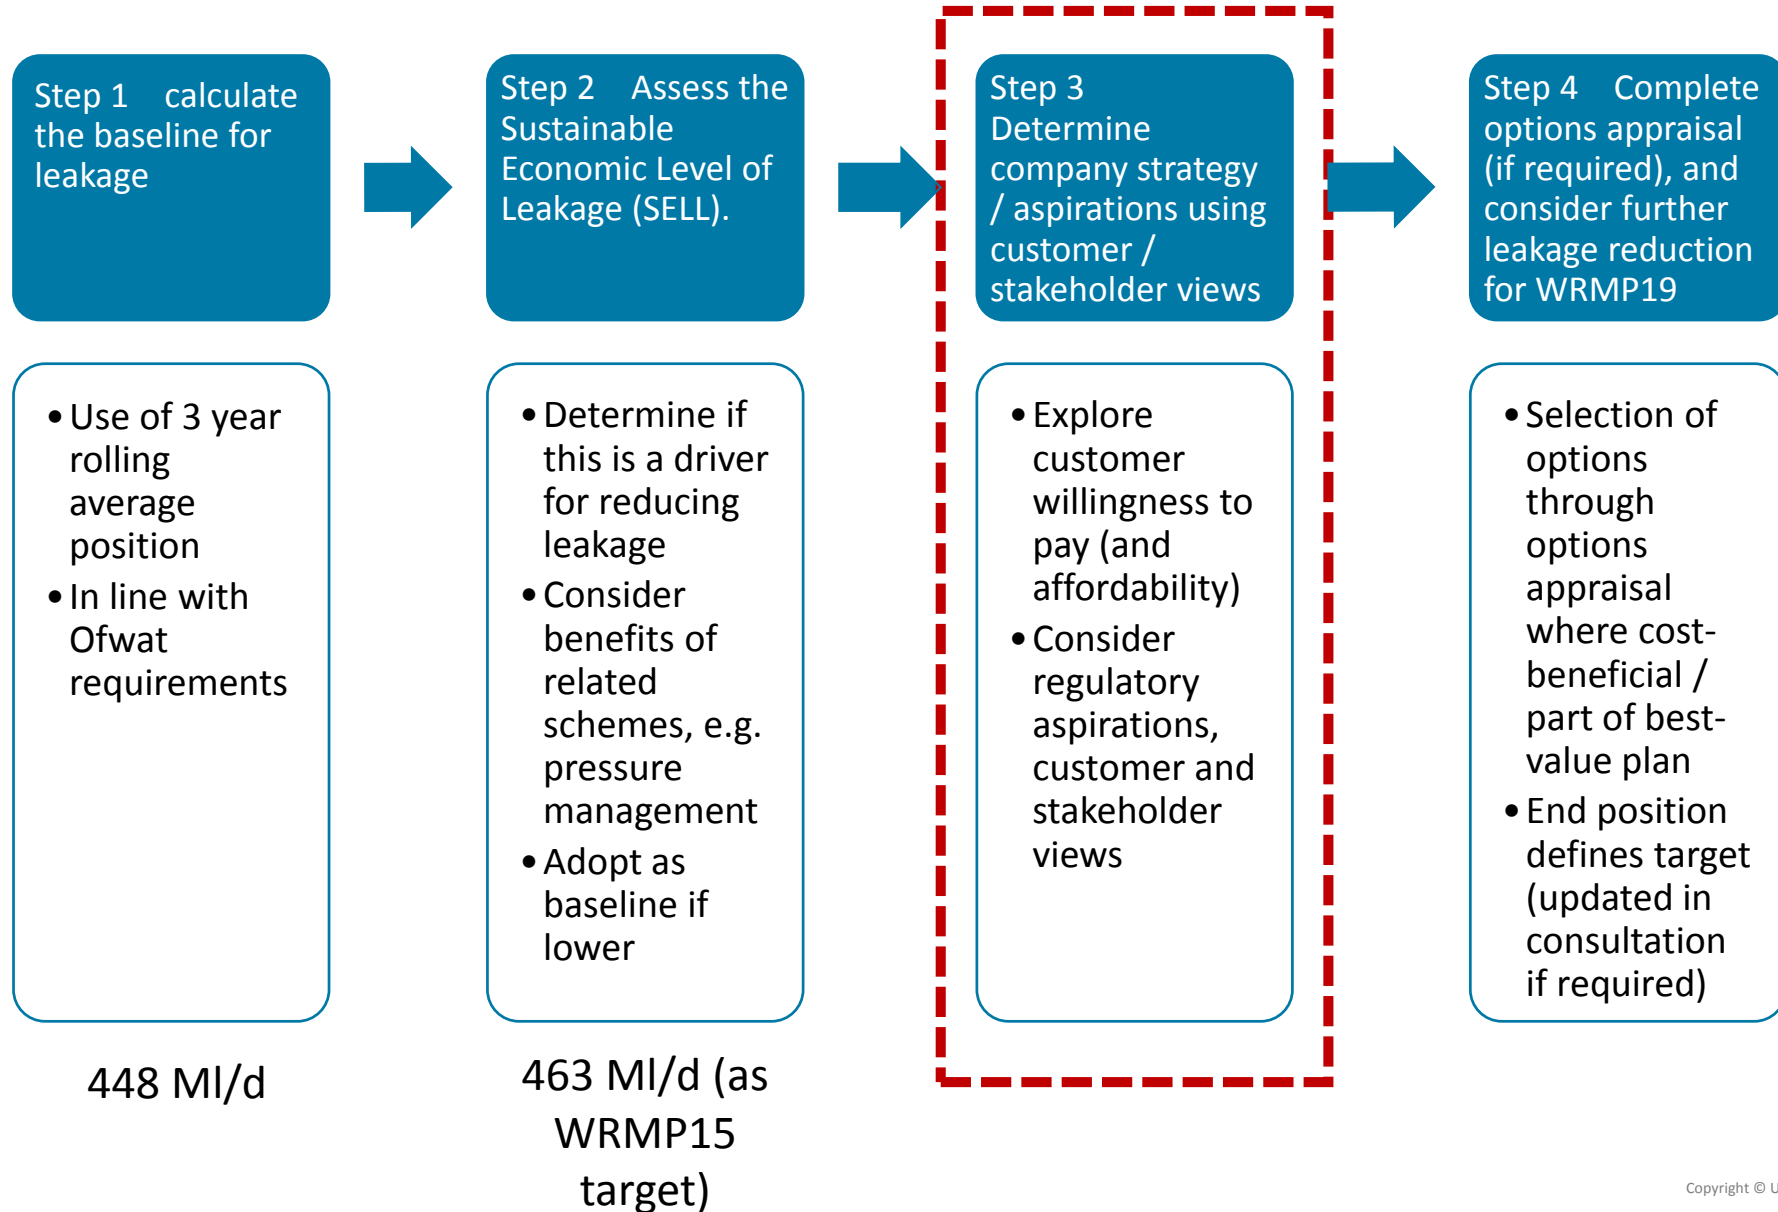 Step 1 calculate
the baseline for
leakage
Step 2 Assess the
Sustainable
Economic Level of
Leakage (SELL).
Step 3
Determine
company strategy
/ aspirations using
customer /
stakeholder views
Step 4 Complete
options appraisal
(if required), and
consider further
leakage reduction
for WRMP19
•Use of 3 year
rolling
average
position
•In line with
Ofwat
requirements
•Determine if
this is a driver
for reducing
leakage
•Consider
benefits of
related
schemes, e.g.
pressure
management
•Adopt as
baseline if
lower
•Explore
customer
willingness to
pay (and
affordability)
•Consider
regulatory
aspirations,
customer and
stakeholder
views
•Selection of
options
through
options
appraisal
where cost-
beneficial /
part of best-
value plan
•End position
defines target
(updated in
consultation
if required)
448 Ml/d
463 Ml/d (as
WRMP15
target)
Copyright © U